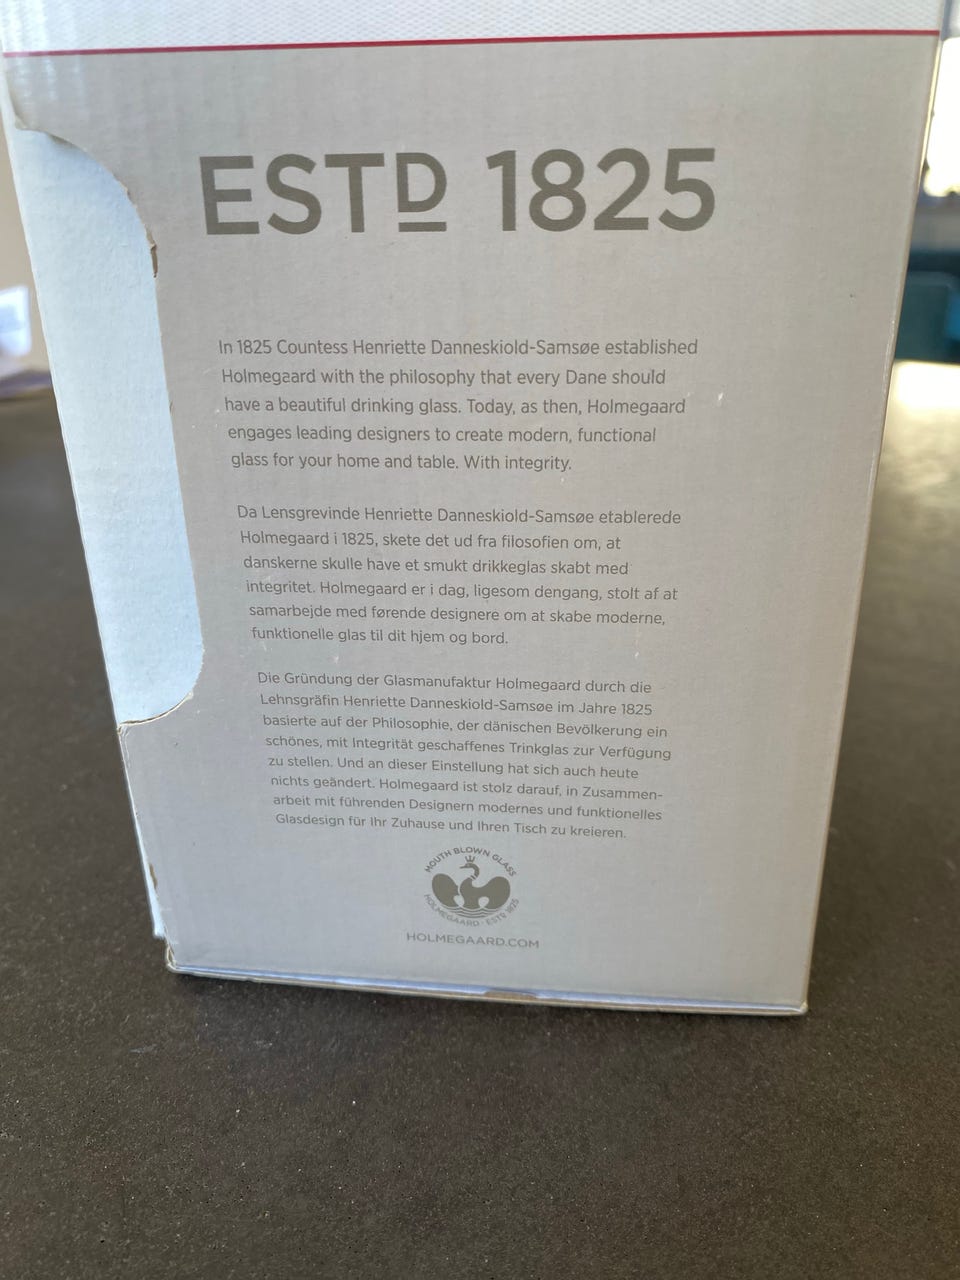 ESTD 1825
In 1825 Countess Henriette Danneskiold-Samsøe established
Holmegaard with the philosophy that every Dane should
have a beautiful drinking glass. Today, as then, Holmegaard
engages leading designers to create modern, functional
glass for your home and table. With integrity.
Da Lensgrevinde Henriette Danneskiold-Samsøe etablerede
Holmegaard i 1825, skete det ud fra filosofien om, at
danskerne skulle have et smukt drikkeglas skabt med
integritet. Holmegaard er i dag, ligesom dengang, stolt af at
samarbejde med førende designere om at skabe moderne,
funktionelle glas til dit hjem og bord.
Die Gründung der Glasmanufaktur Holmegaard durch die
Lehnsgräfin Henriette Danneskiold-Samsøe im Jahre 1825
basierte auf der Philosophie, der dänischen Bevölkerung ein
schönes, mit Integrität geschaffenes Trinkglas zur Verfügung
zu stellen. Und an dieser Einstellung hat sich auch heute
nichts geändert. Holmegaard ist stolz darauf, in Zusammen-
arbeit mit führenden Designern modernes und funktionelles
Glasdesign für Ihr Zuhause und Ihren Tisch zu kreieren.
MOUTH BLOWN GLASS
HOLMEGAARD · ESTD 1825
HOLMEGAARD.COM